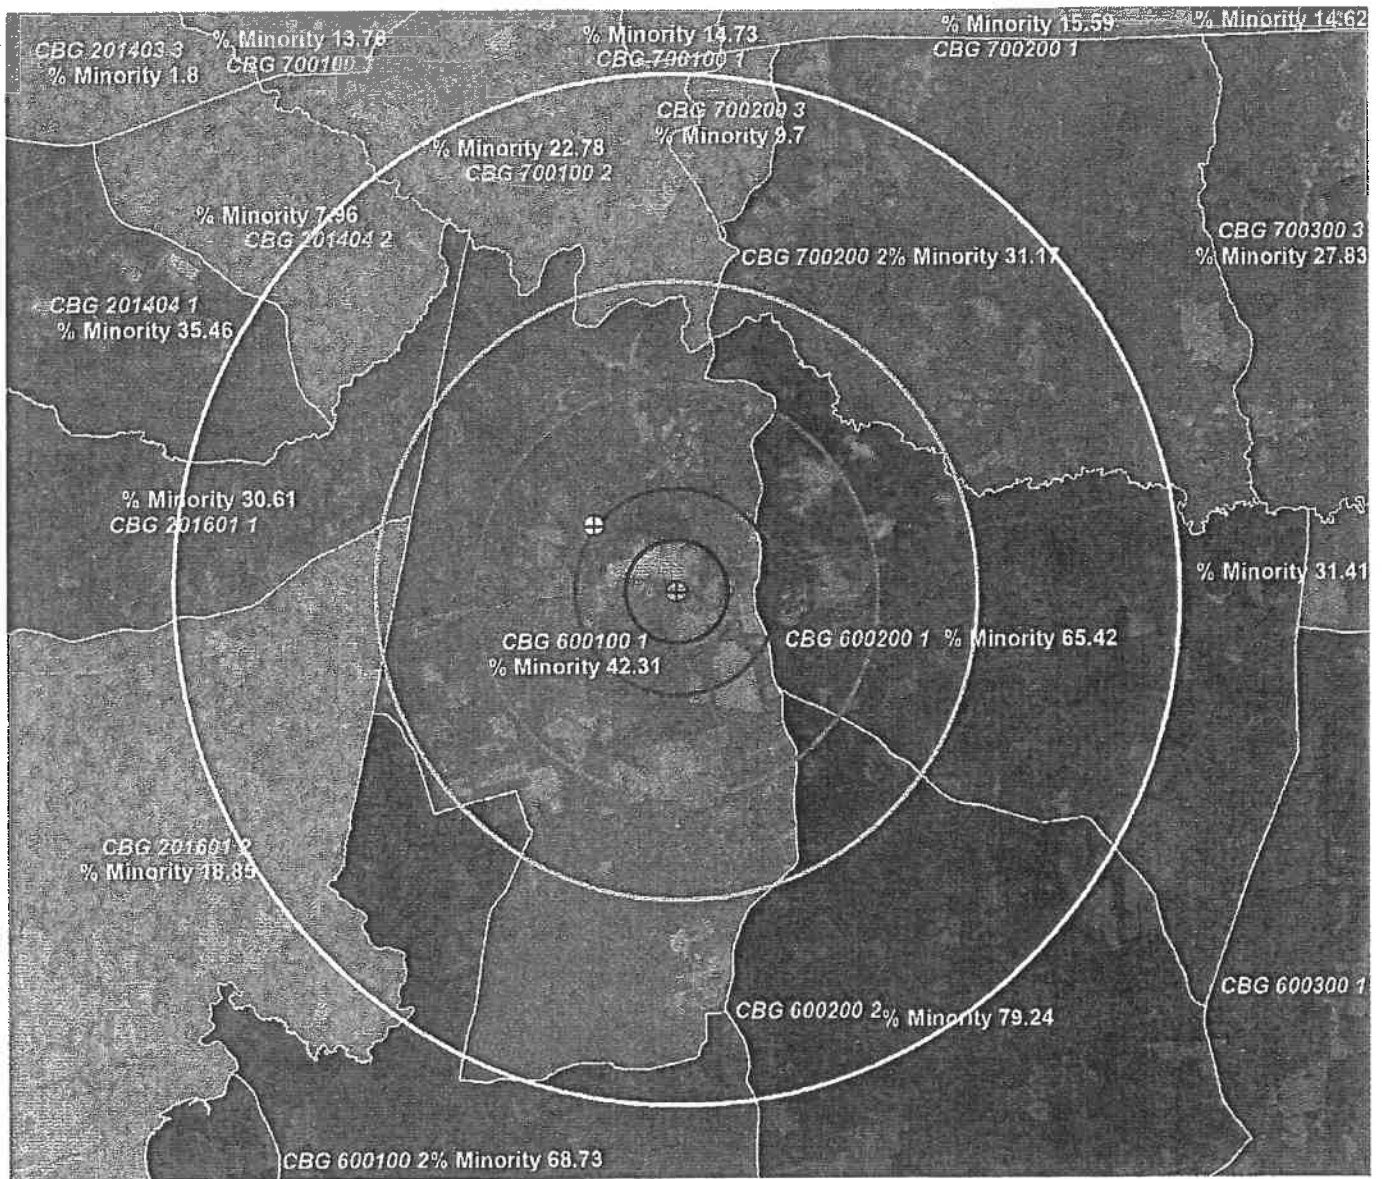 % Minority 14.62
% Minority 15.59
CBG 700200 1
% Minority 14.73
CBG 700100 1
% Minority 13.78
CBG 700100
CBG 201403 3
% Minority 1.8
CBG 700200 3
% Minority 9.7
% Minority 22.78
CBG 700100 2
% Minority 7.96
CBG 201404 2
CBG 700300 3
% Minority 27.83
CBG 700200 2% Minority 31.17
CBG 201404 1
% Minority 35.46
% Minority 30.61
CBG 201601 1
% Minority 31.41
CBG 600100 1
% Minority 42.31
CBG 600200 1 % Minority 65.42
CBG 201601 2
% Minority 18.85
CBG 600300 1
CBG 600200 2% Minority 79.24
CBG 600100 2% Minority 68.73